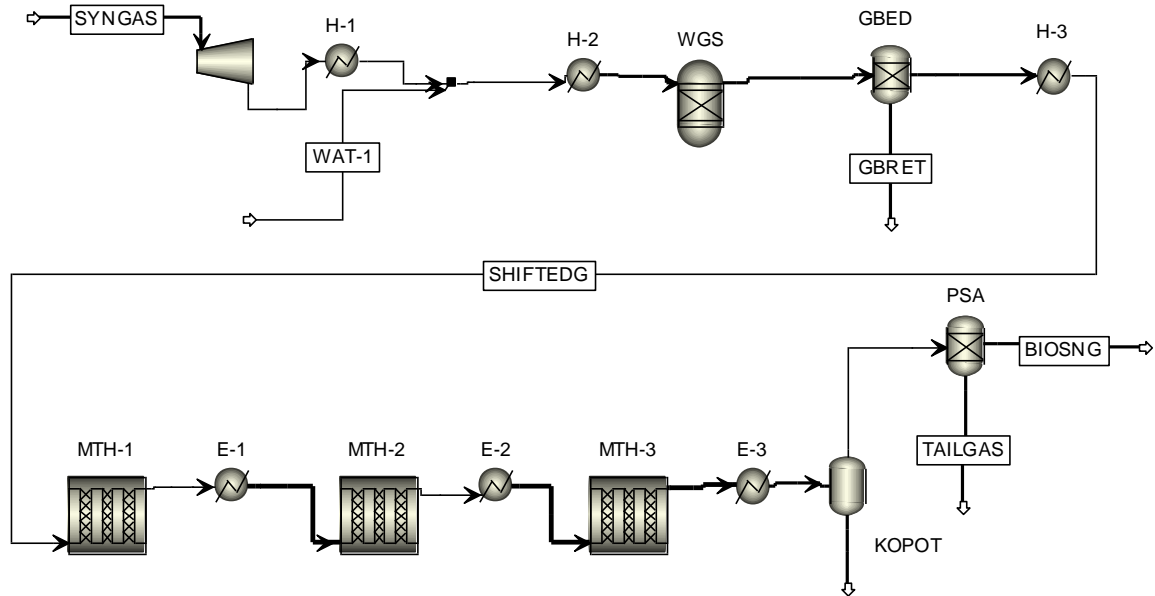 SYNGAS
H-1
H-2
WGS
GBED
H-3
WAT-1
GBRET
SHIFTEDG
PSA
BIOSNG
MTH-1
E-1
MTH-2
E-2
MTH-3
E-3
TAILGAS
KOPOT